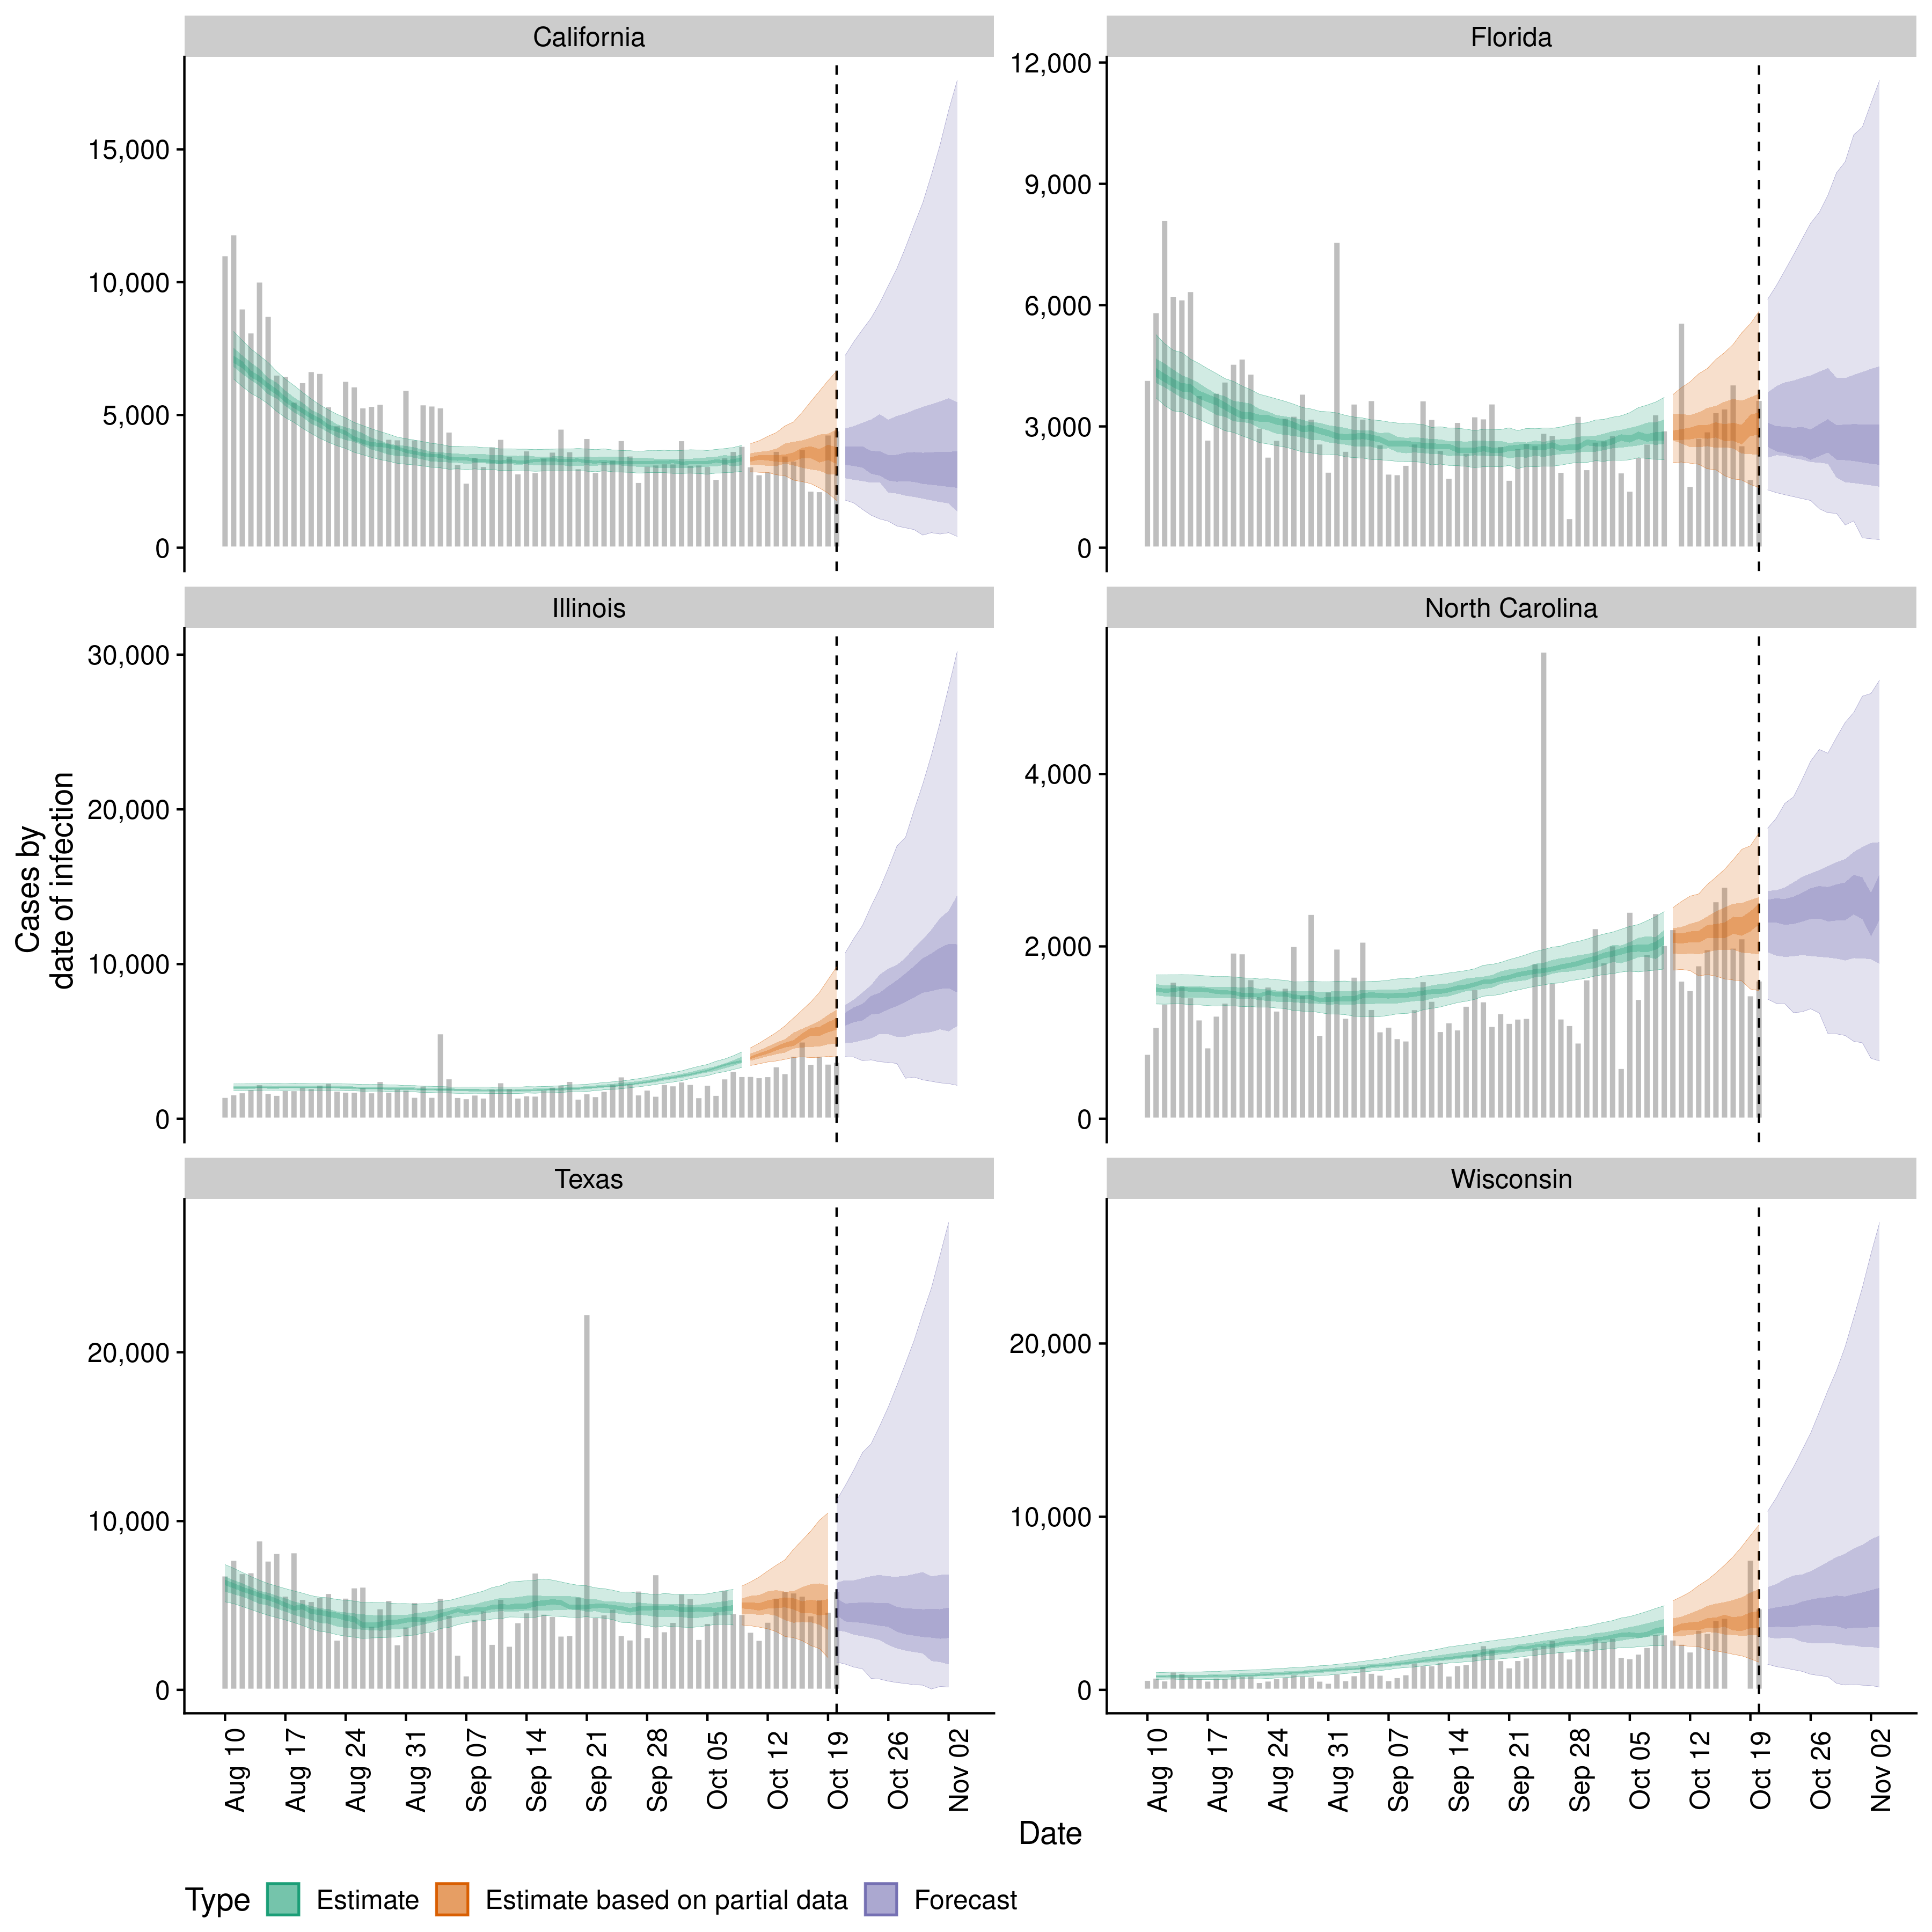 California
Florida
15,000
10,000
5,000
0
12,000
9,000
6,000
3,000
0
Illinois
North Carolina
30,000
20,000
10,000
0
4,000
2,000
0
Cases by
date of infection
Texas
Wisconsin
20,000
10,000
0
20,000
10,000
0
Aug 10
Aug 17
Aug 24
Aug 31
Sep 07
Sep 14
Sep 21
Sep 28
Oct 05
Oct 12
Oct 19
Oct 26
Nov 02
Aug 10
Aug 17
Aug 24
Aug 31
Sep 07
Sep 14
Sep 21
Sep 28
Oct 05
Oct 12
Oct 19
Oct 26
Nov 02
Date
Type Estimate Estimate based on partial data Forecast